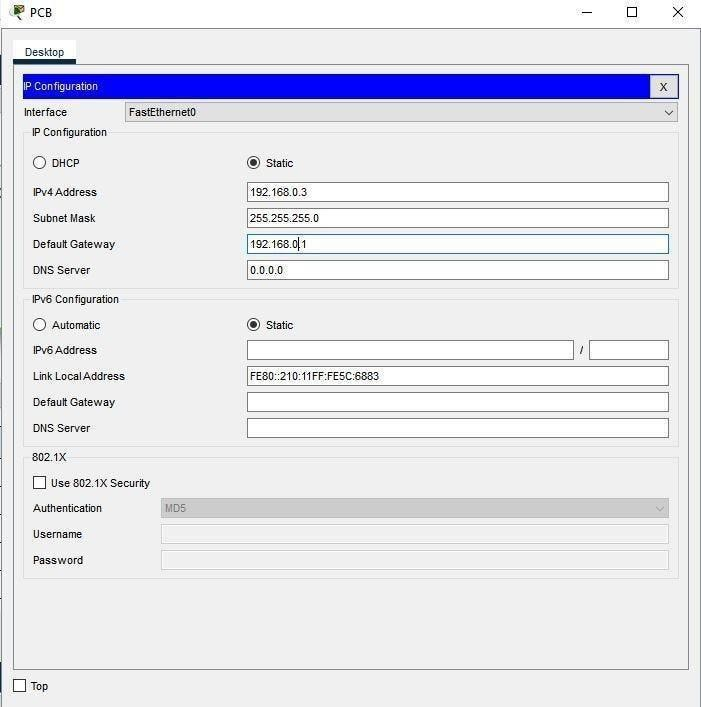 PCB
Desktop
IP Configuration X
Interface FastEthernet0
IP Configuration
DHCP Static
IPv4 Address 192.168.0.3
Subnet Mask 255.255.255.0
Default Gateway 192.168.0.1
DNS Server 0.0.0.0
IPv6 Configuration
Automatic Static
IPv6 Address /
Link Local Address FE80::210:11FF:FE5C:6883
Default Gateway
DNS Server
802.1X
Use 802.1X Security
Authentication MD5
Username
Password
Top